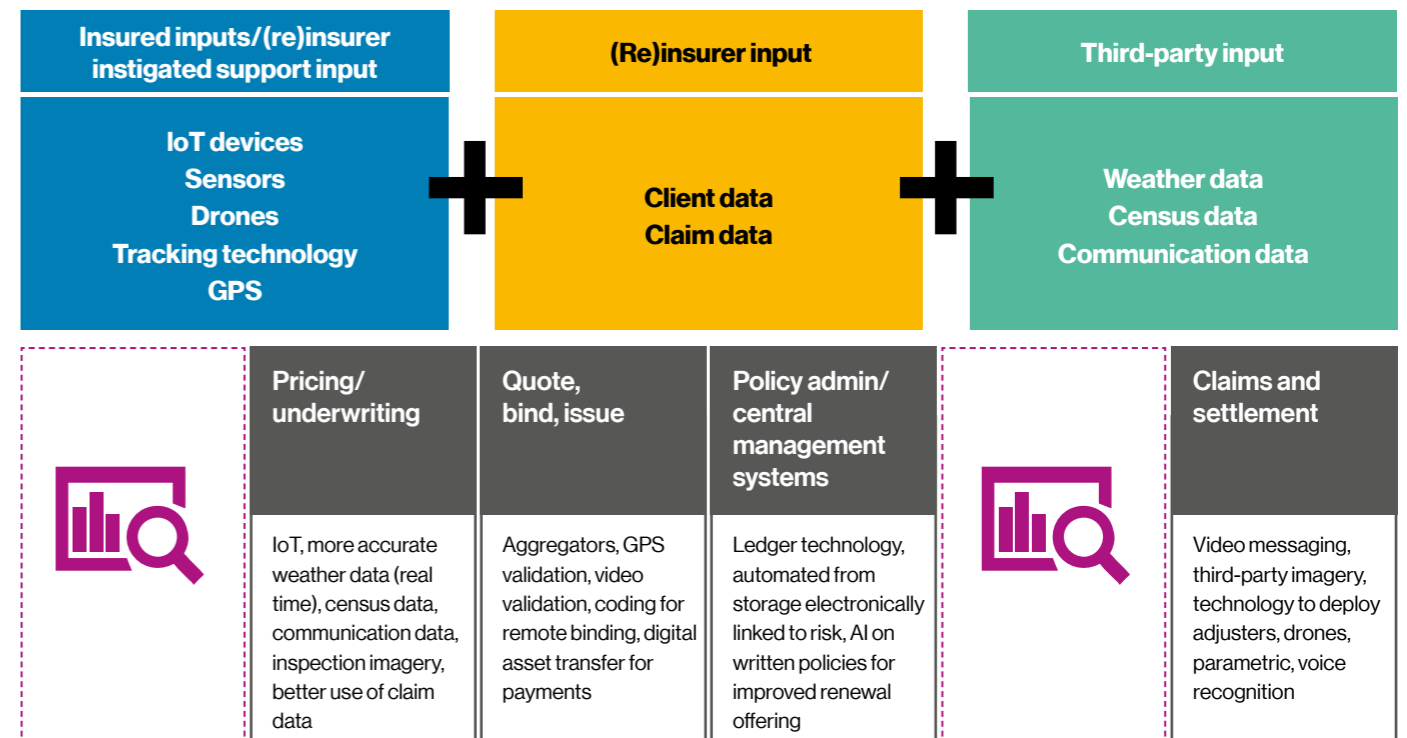 Insured inputs/(re)insurer
instigated support input
(Re)insurer input
Third-party input
IoT devices
Sensors
Drones
Tracking technology
GPS
Client data
Claim data
Weather data
Census data
Communication data
Pricing/
underwriting
IoT, more accurate
weather data (real
time), census data,
communication data,
inspection imagery,
better use of claim
data
Quote,
bind, issue
Aggregators, GPS
validation, video
validation, coding for
remote binding, digital
asset transfer for
payments
Policy admin/
central
management
systems
Ledger technology,
automated from
storage electronically
linked to risk, AI on
written policies for
improved renewal
offering
Claims and
settlement
Video messaging,
third-party imagery,
technology to deploy
adjusters, drones,
parametric, voice
recognition